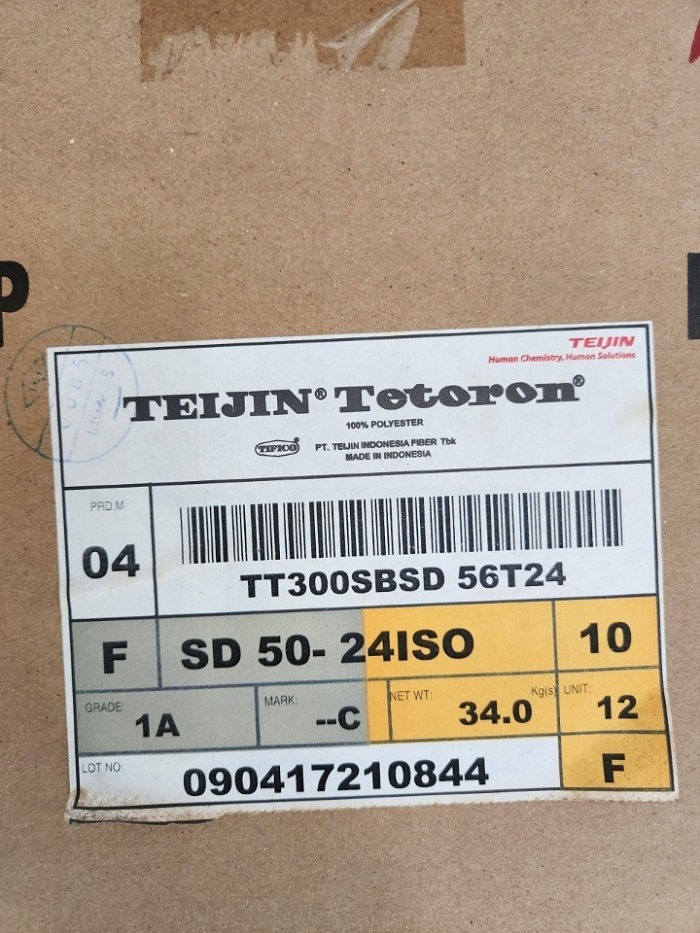 P
TEIJIN
Human Chemistry, Human Solutions
TEIJIN® Tetoron®
100% POLYESTER
TIFICO® PT. TEIJIN INDONESIA FIBER Tbk
MADE IN INDONESIA
PRD.M
04
TT300SBSD 56T24
F SD 50- 24ISO 10
GRADE: 1A MARK: --C NET WT: 34.0 Kg(s) UNIT: 12
LOT NO: 090417210844 F